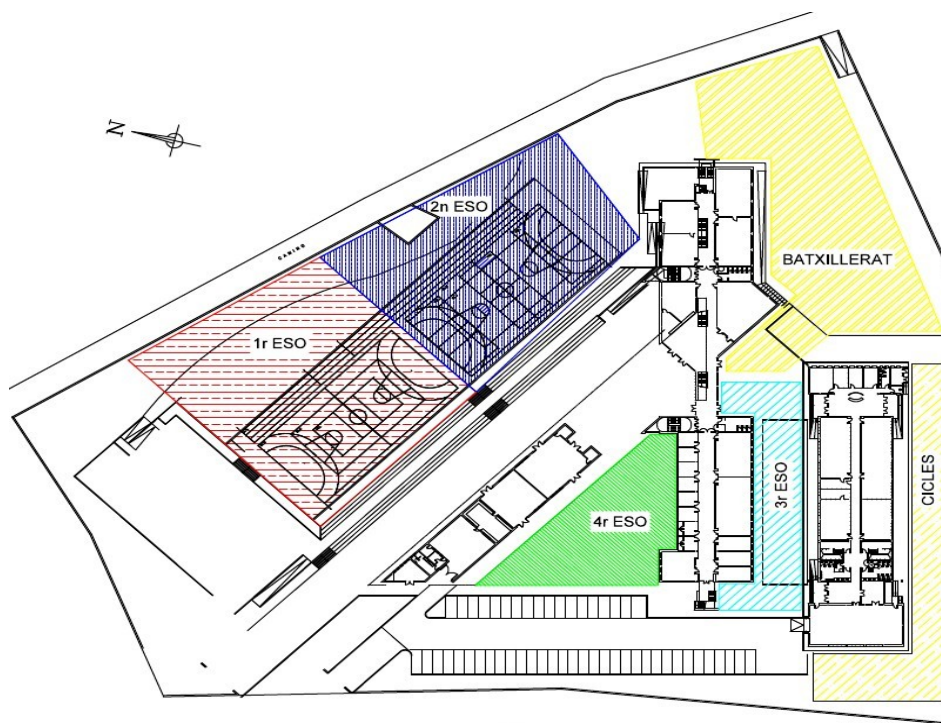 N
CAMINO
2n ESO
1r ESO
BATXILLERAT
4r ESO
3r ESO
CICLES